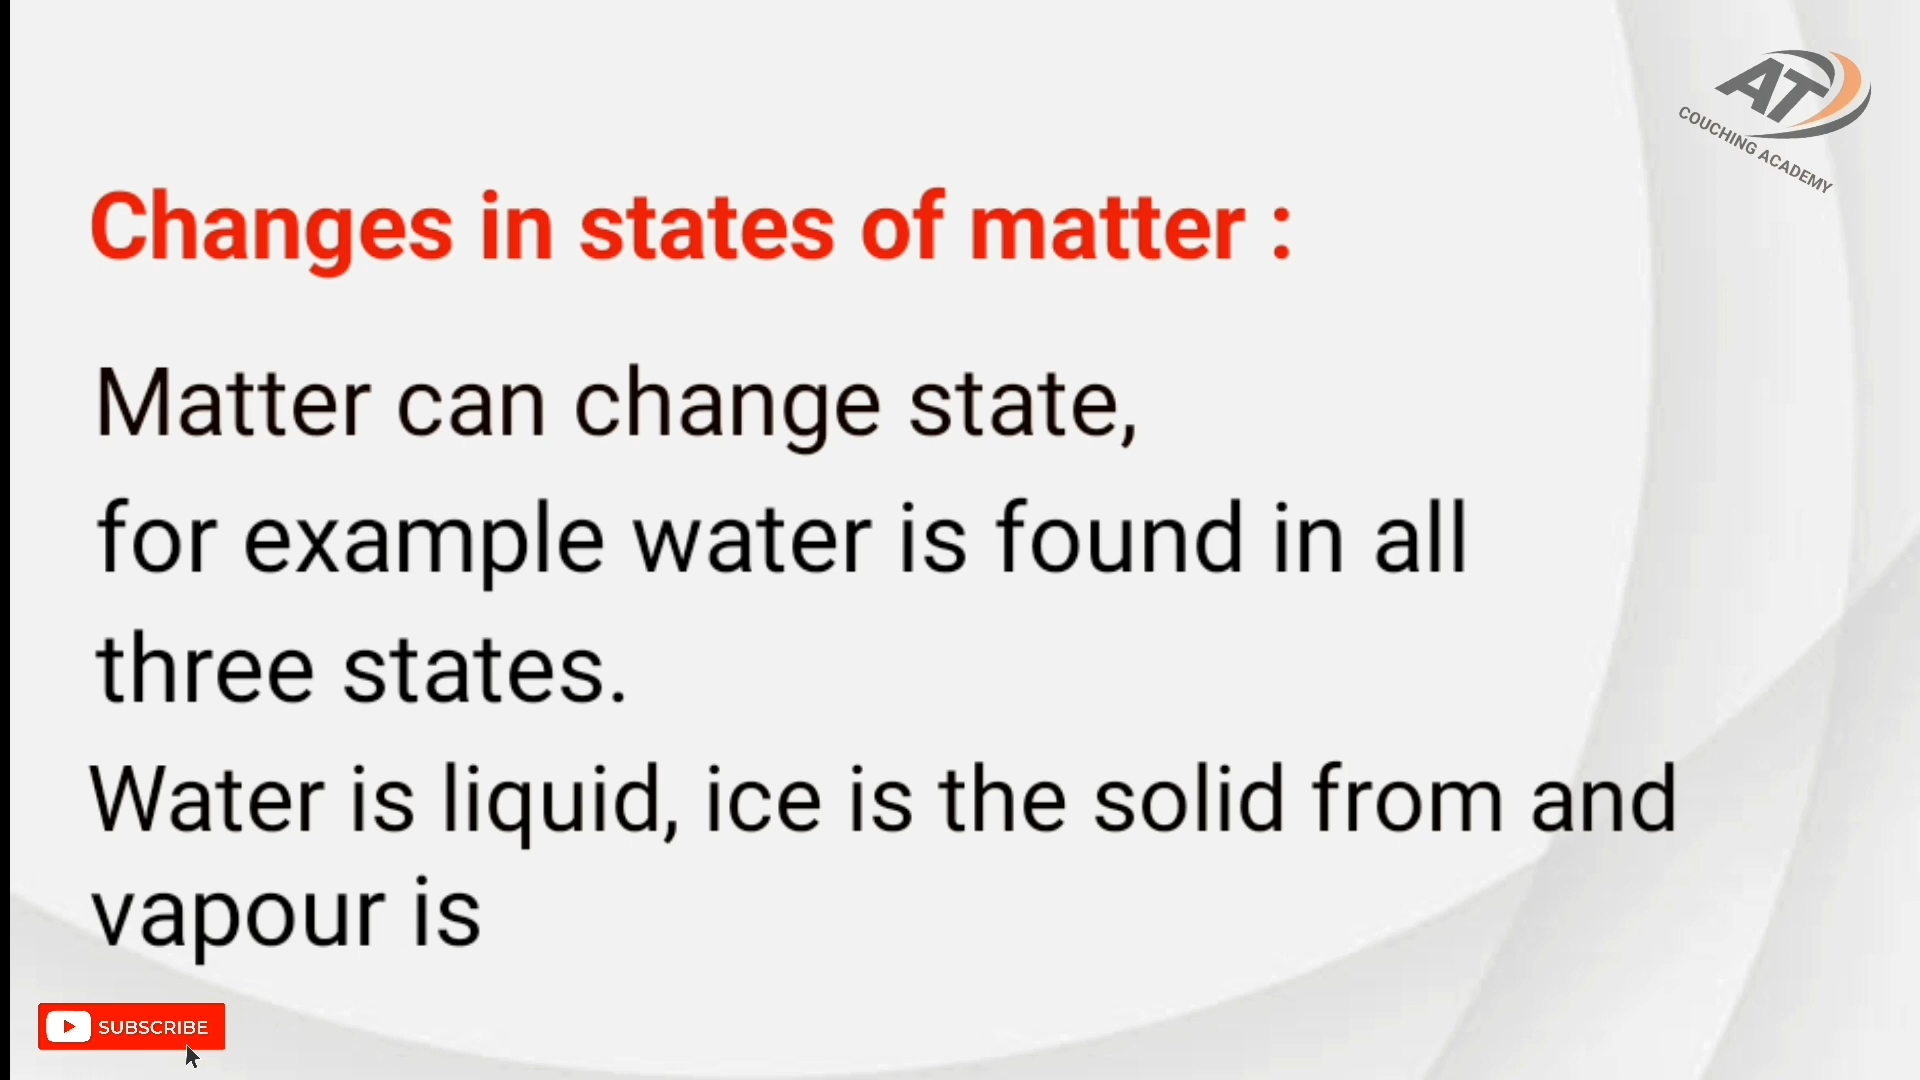 AT
COUCHING ACADEMY
Changes in states of matter :
Matter can change state,
for example water is found in all
three states.
Water is liquid, ice is the solid from and
vapour is
SUBSCRIBE